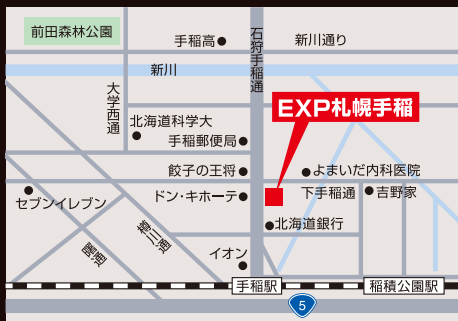 前田森林公園
手稲高
石狩手稲通
新川通り
新川
大学西通
北海道科学大
EXP札幌手稲
手稲郵便局
餃子の王将
よまいだ内科医院
セブンイレブン
ドン・キホーテ
下手稲通
吉野家
樽川通
北海道銀行
曙通
イオン
手稲駅
稲積公園駅
5